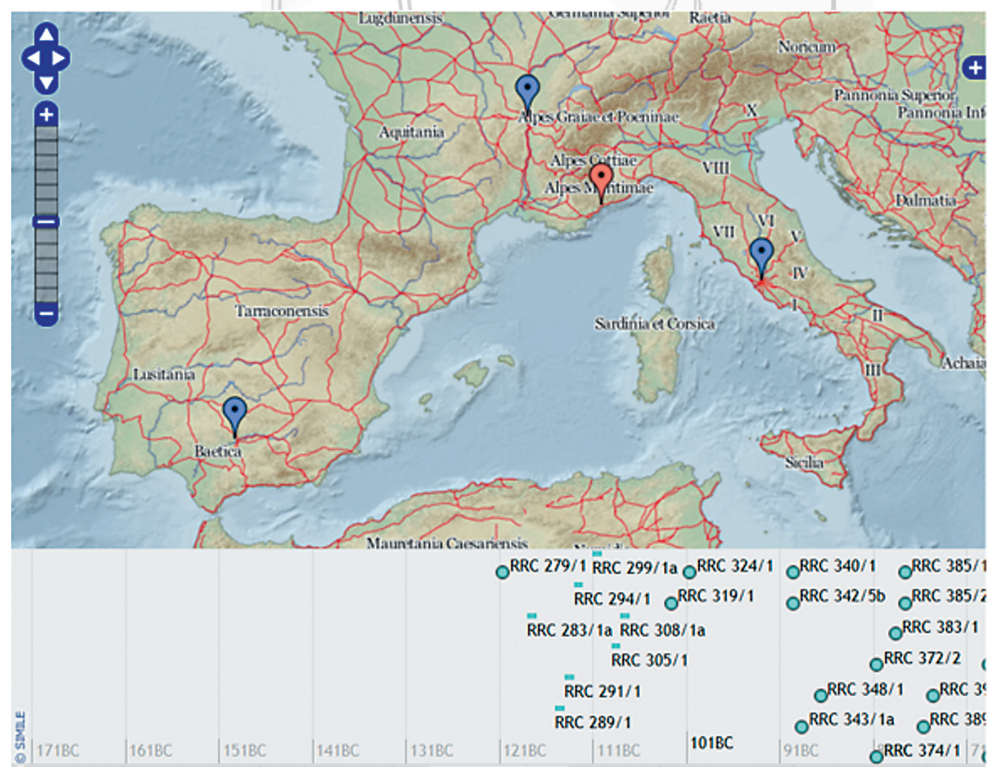 Lugdunensis
Germania Superior
Raetia
Noricum
Pannonia Superior
Pannonia Inf
Alpes Graiae et Poeninae
X
Aquitania
Alpes Cottiae
VIII
Alpes Maritimae
Dalmatia
VI
VII
V
IV
Tarraconensis
I
II
Sardinia et Corsica
Achaia
Lusitania
III
Baetica
Sicilia
Mauretania Caesariensis
RRC 279/1
RRC 299/1a
RRC 324/1
RRC 340/1
RRC 385/1
RRC 294/1
RRC 319/1
RRC 342/5b
RRC 385/2
RRC 283/1a
RRC 308/1a
RRC 383/1
RRC 305/1
RRC 372/2
RRC 291/1
RRC 348/1
RRC 39
RRC 289/1
RRC 343/1a
RRC 389
© SIMILE
171BC
161BC
151BC
141BC
131BC
121BC
111BC
101BC
91BC
RRC 374/1